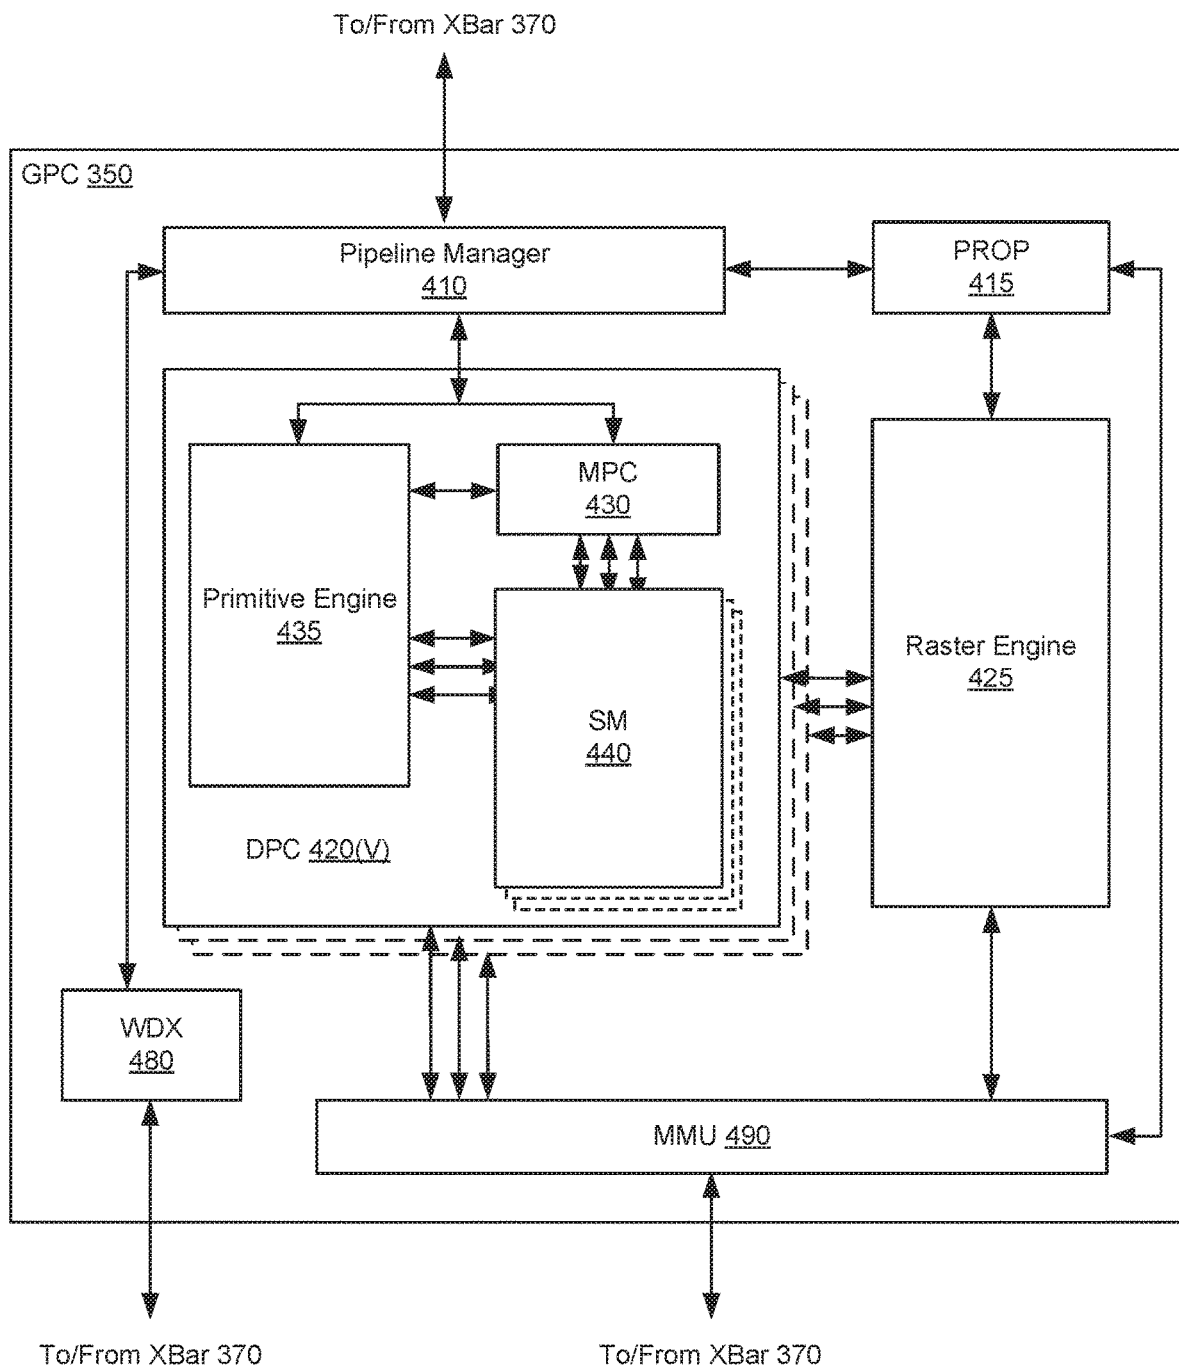 To/From XBar 370
GPC 350
Pipeline Manager
410
PROP
415
MPC
430
Primitive Engine
435
Raster Engine
425
SM
440
DPC 420(V)
WDX
480
MMU 490
To/From XBar 370
To/From XBar 370